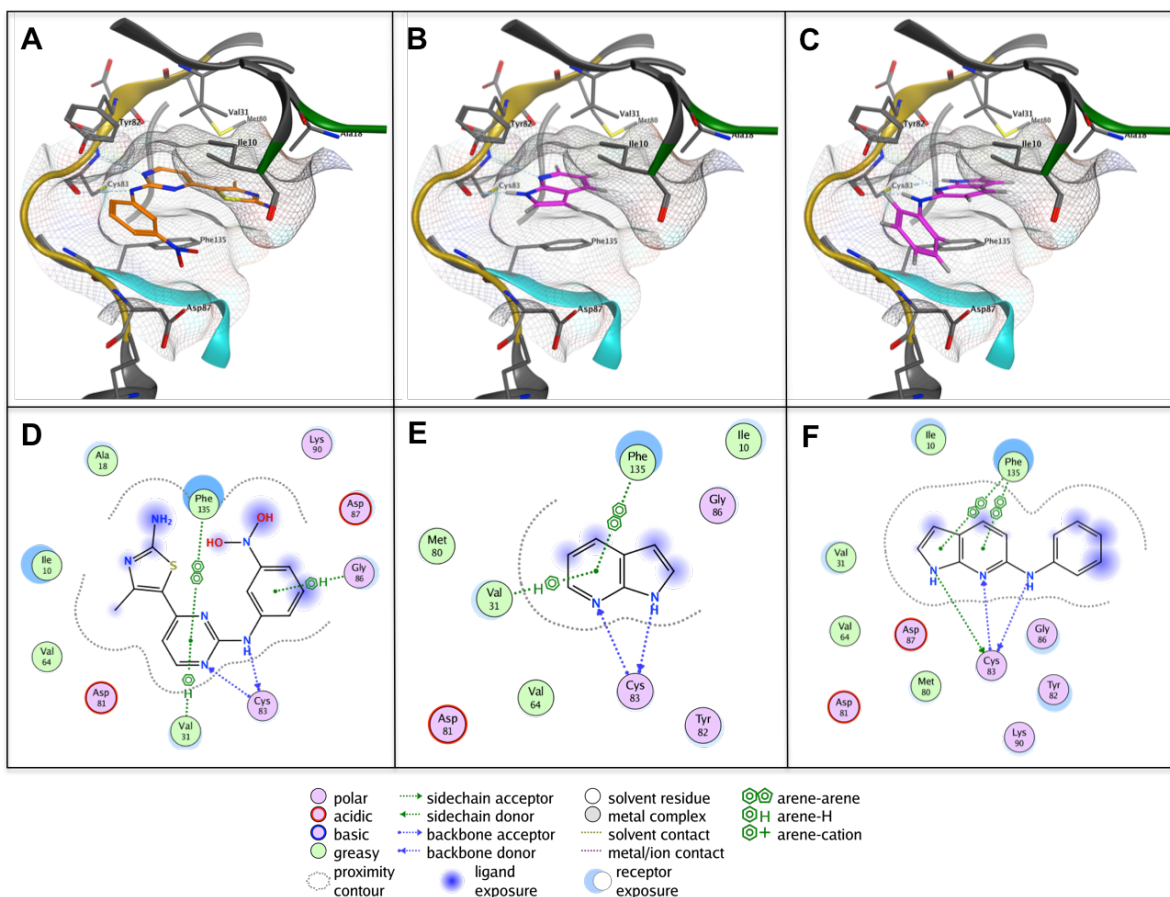 A
Tyr82
Val31
Met80
Ala18
Ile10
Cys83
Phe135
Asp87
B
Tyr82
Val31
Met80
Ala18
Ile10
Cys83
Phe135
Asp87
C
Tyr82
Val31
Met80
Ala18
Ile10
Cys83
Phe135
Asp87
D
Lys
90
Ala
18
Phe
135
Asp
87
NH₂
OH
HO
N
N
S
Ile
10
Gly
86
H
N
N
N
H
Val
64
H
Asp
81
Cys
83
Val
31
E
Phe
135
Ile
10
Gly
86
Met
80
H
Val
31
N
N
H
Val
64
Cys
83
Asp
81
Tyr
82
F
Ile
10
Phe
135
Val
31
N
H
N
N
H
Val
64
Asp
87
Gly
86
Cys
83
Met
80
Tyr
82
Asp
81
Lys
90
polar
acidic
basic
greasy
proximity
contour
sidechain acceptor
sidechain donor
backbone acceptor
backbone donor
ligand
exposure
solvent residue
metal complex
solvent contact
metal/ion contact
receptor
exposure
arene-arene
H arene-H
+ arene-cation